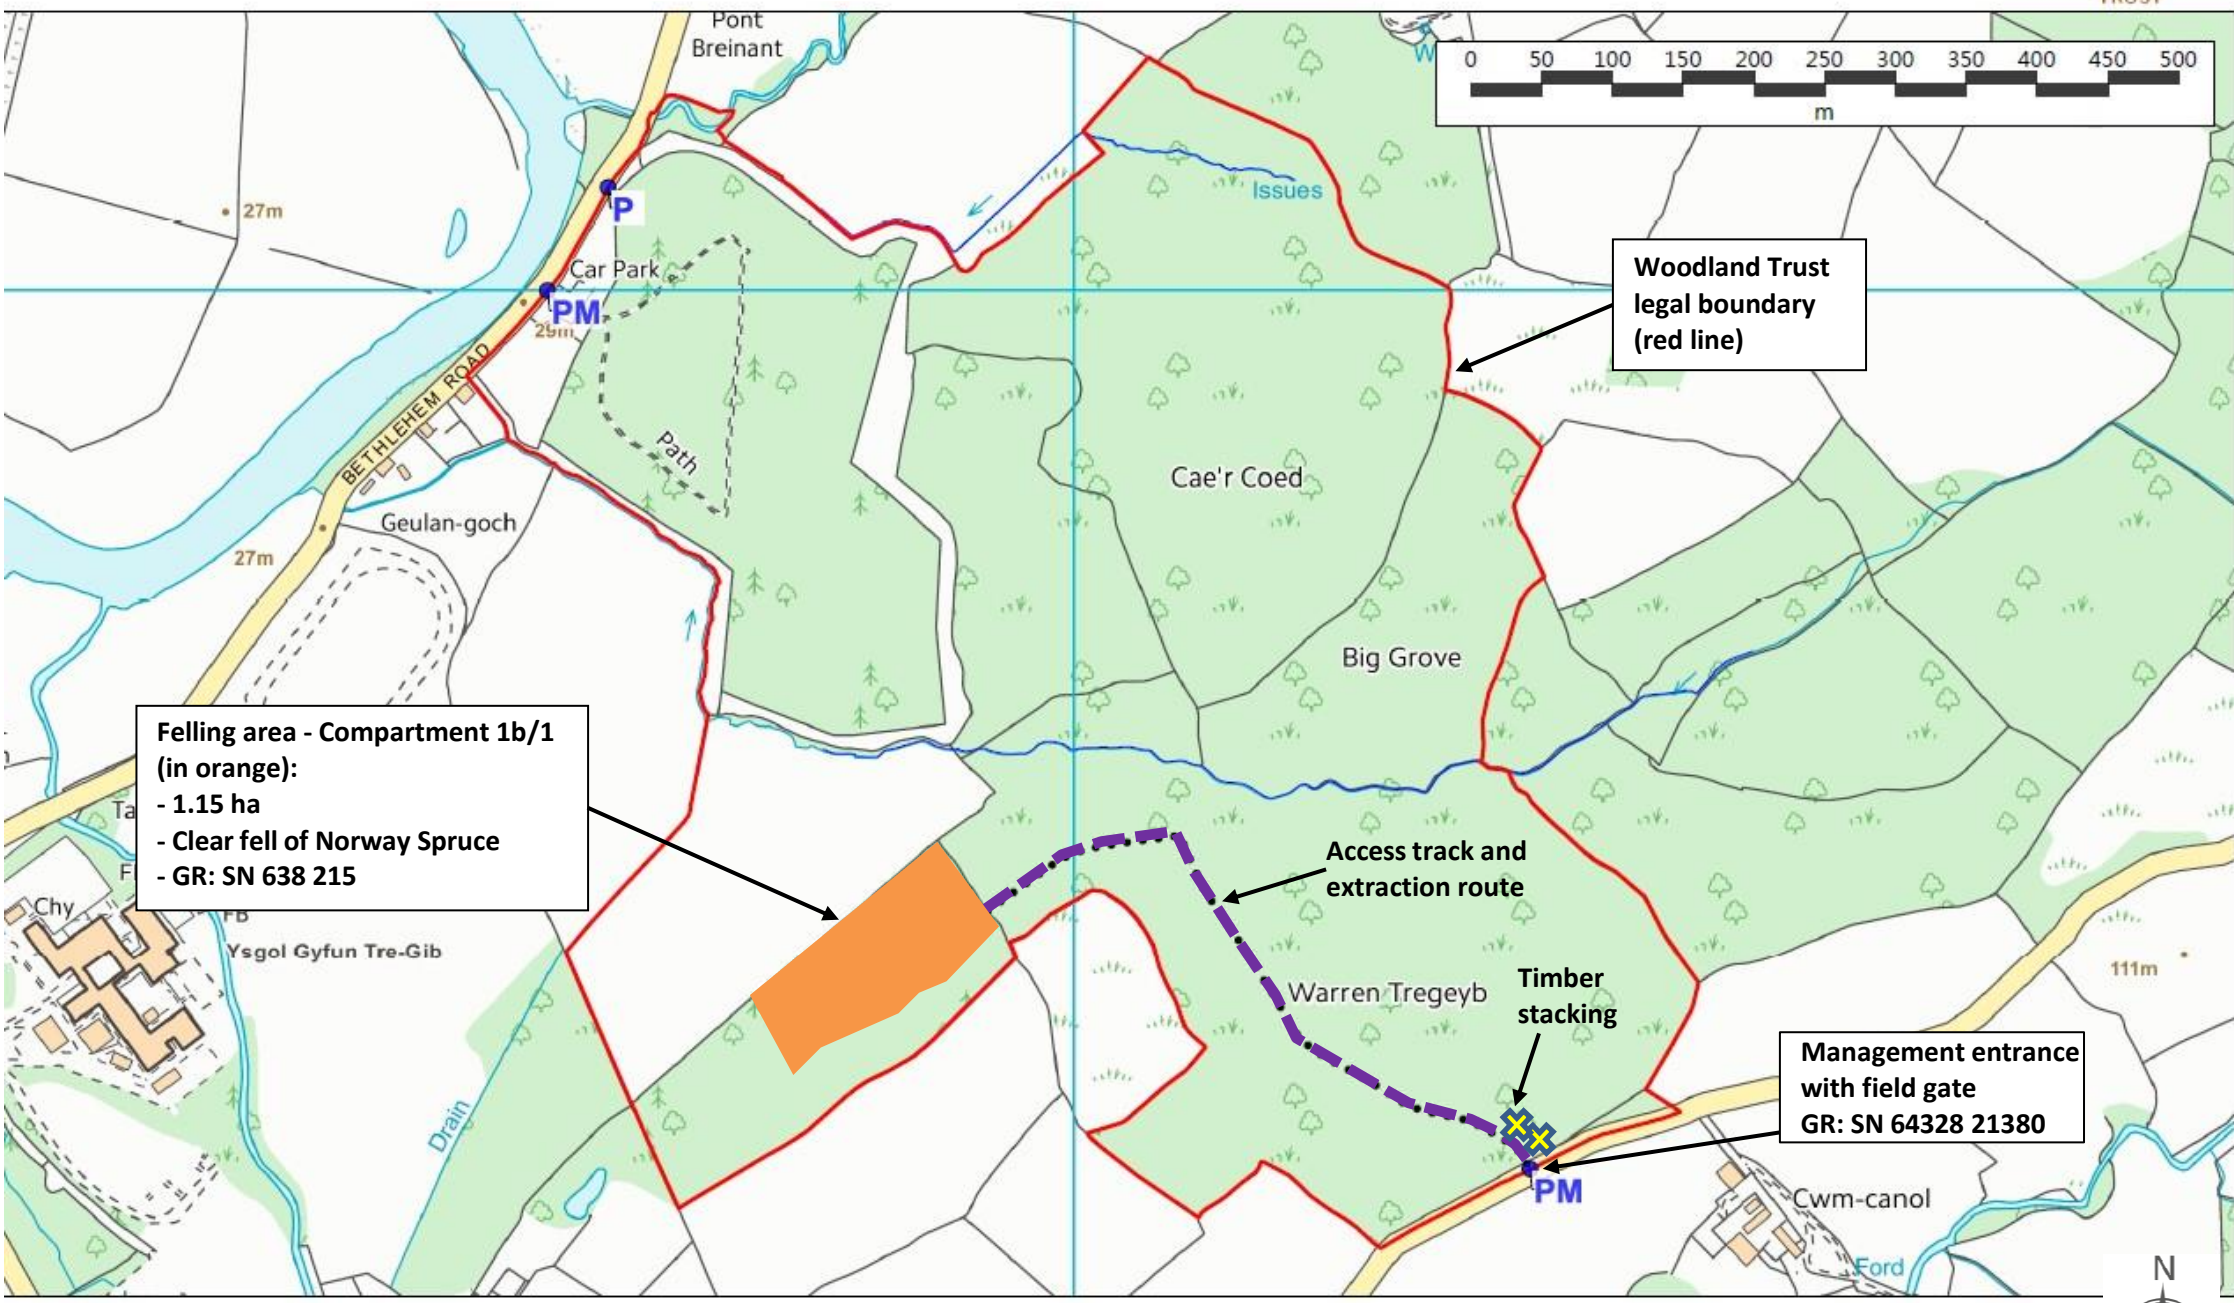 Pont
Breinant
0 50 100 150 200 250 300 350 400 450 500
m
P
27m
Issues
Car Park
PM
29m
Woodland Trust
legal boundary
(red line)
BETHLEHEM ROAD
Path
Cae'r Coed
Geulan-goch
27m
Big Grove
Felling area - Compartment 1b/1
(in orange):
- 1.15 ha
- Clear fell of Norway Spruce
- GR: SN 638 215
Access track and
extraction route
Chy
FB
Ysgol Gyfun Tre-Gib
111m
Warren Tregeyb
Timber
stacking
Management entrance
with field gate
GR: SN 64328 21380
Drain
PM
Cwm-canol
Ford
N